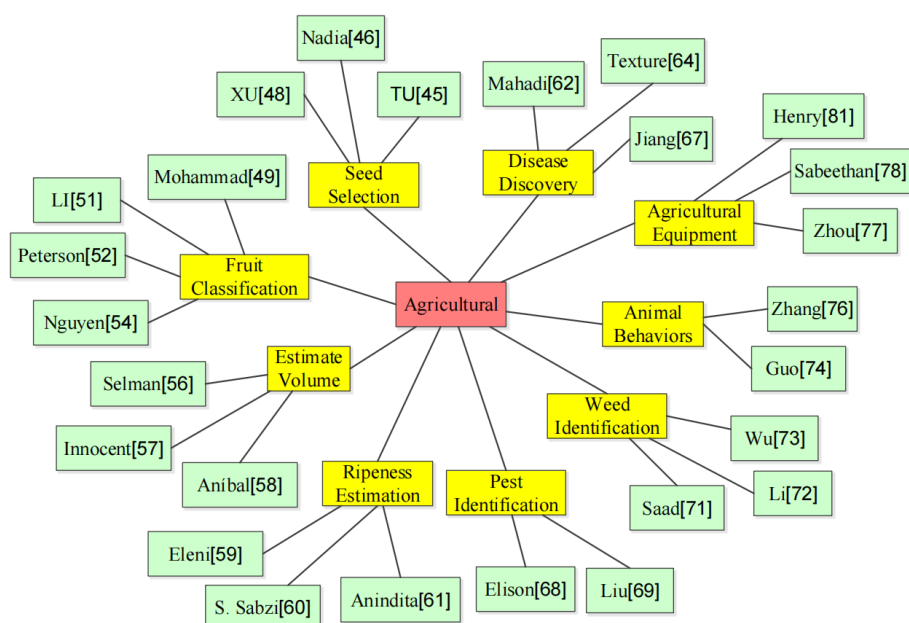 Nadia[46]
Texture[64]
XU[48]
TU[45]
Mahadi[62]
Henry[81]
Jiang[67]
Mohammad[49]
Seed
Selection
Disease
Discovery
Sabeethan[78]
LI[51]
Agricultural
Equipment
Zhou[77]
Peterson[52]
Fruit
Classification
Agricultural
Zhang[76]
Nguyen[54]
Animal
Behaviors
Guo[74]
Selman[56]
Estimate
Volume
Weed
Identification
Wu[73]
Innocent[57]
Anibal[58]
Ripeness
Estimation
Pest
Identification
Li[72]
Saad[71]
Eleni[59]
Elison[68]
Liu[69]
S. Sabzi[60]
Anindita[61]